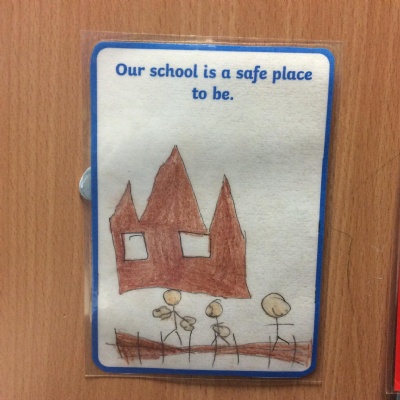 Our school is a safe place
to be.